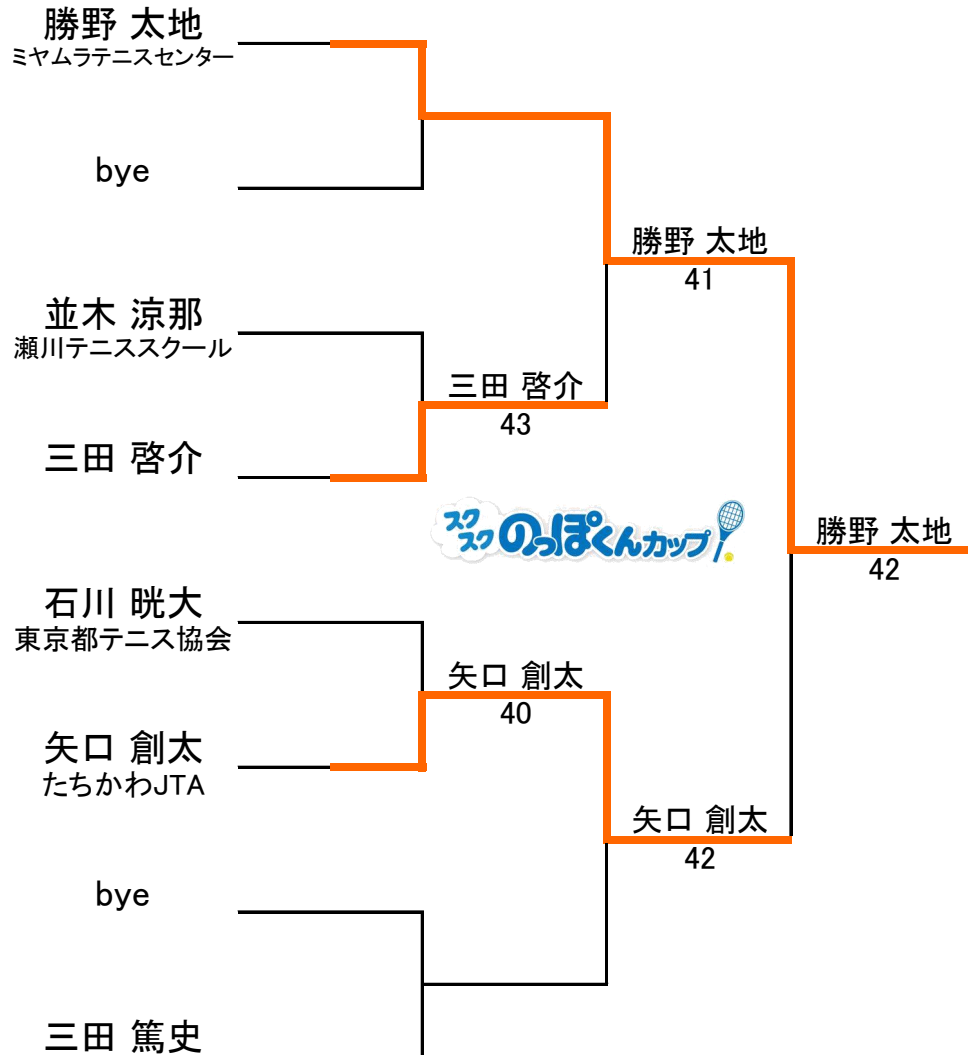 勝野 太地
ミヤムラテニスセンター
bye
勝野 太地
41
並木 涼那
瀬川テニススクール
三田 啓介
43
三田 啓介
スク
スク のっぽくんカップ
勝野 太地
42
石川 晄大
東京都テニス協会
矢口 創太
40
矢口 創太
たちかわJTA
矢口 創太
42
bye
三田 篤史